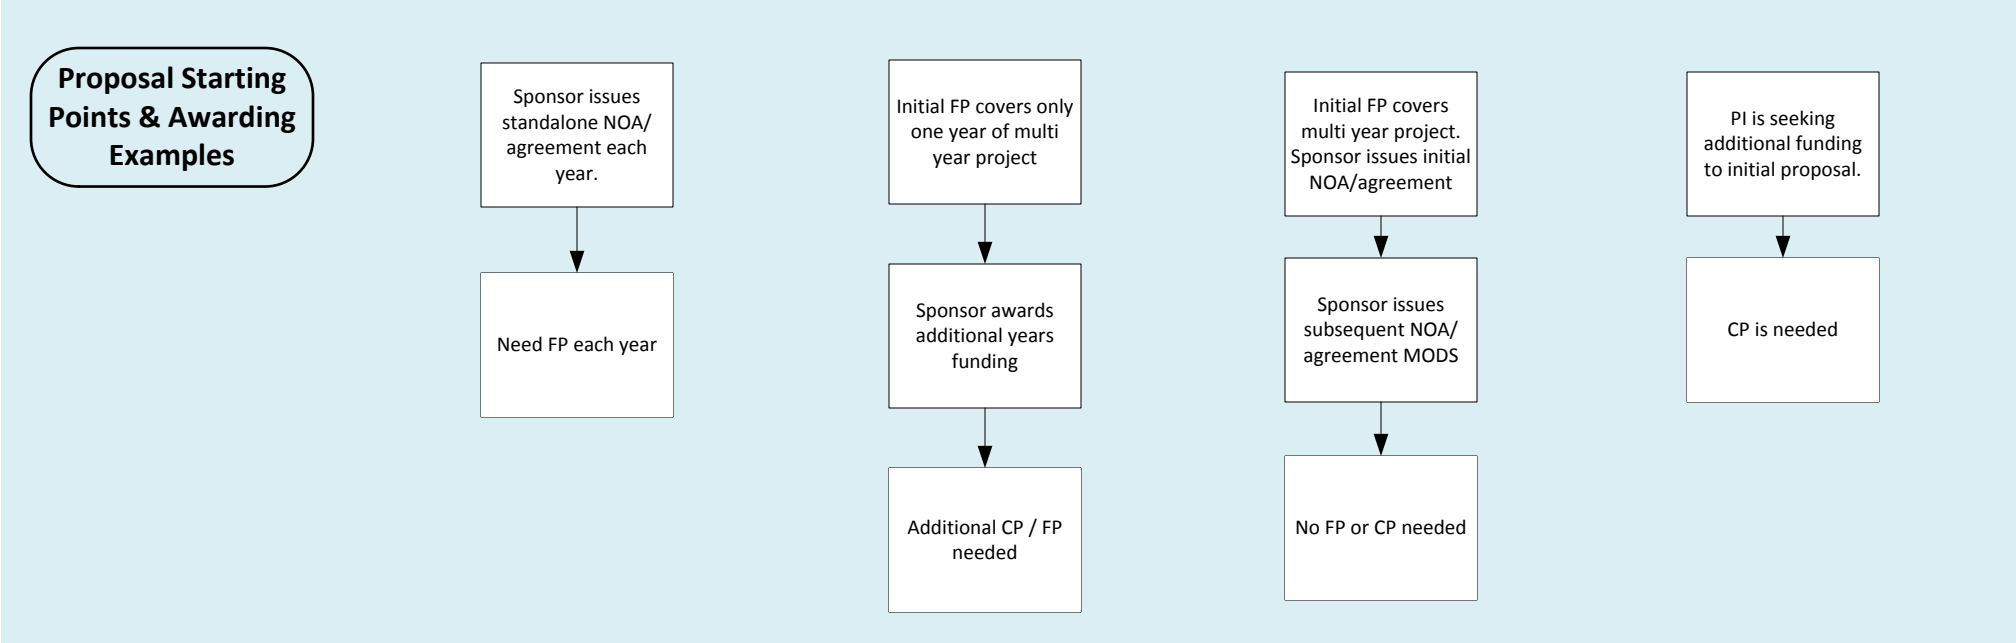 Proposal Starting
Points & Awarding
Examples
Sponsor issues
standalone NOA/
agreement each
year.
Need FP each year
Initial FP covers only
one year of multi
year project
Sponsor awards
additional years
funding
Additional CP / FP
needed
Initial FP covers
multi year project.
Sponsor issues initial
NOA/agreement
Sponsor issues
subsequent NOA/
agreement MODS
No FP or CP needed
PI is seeking
additional funding
to initial proposal.
CP is needed